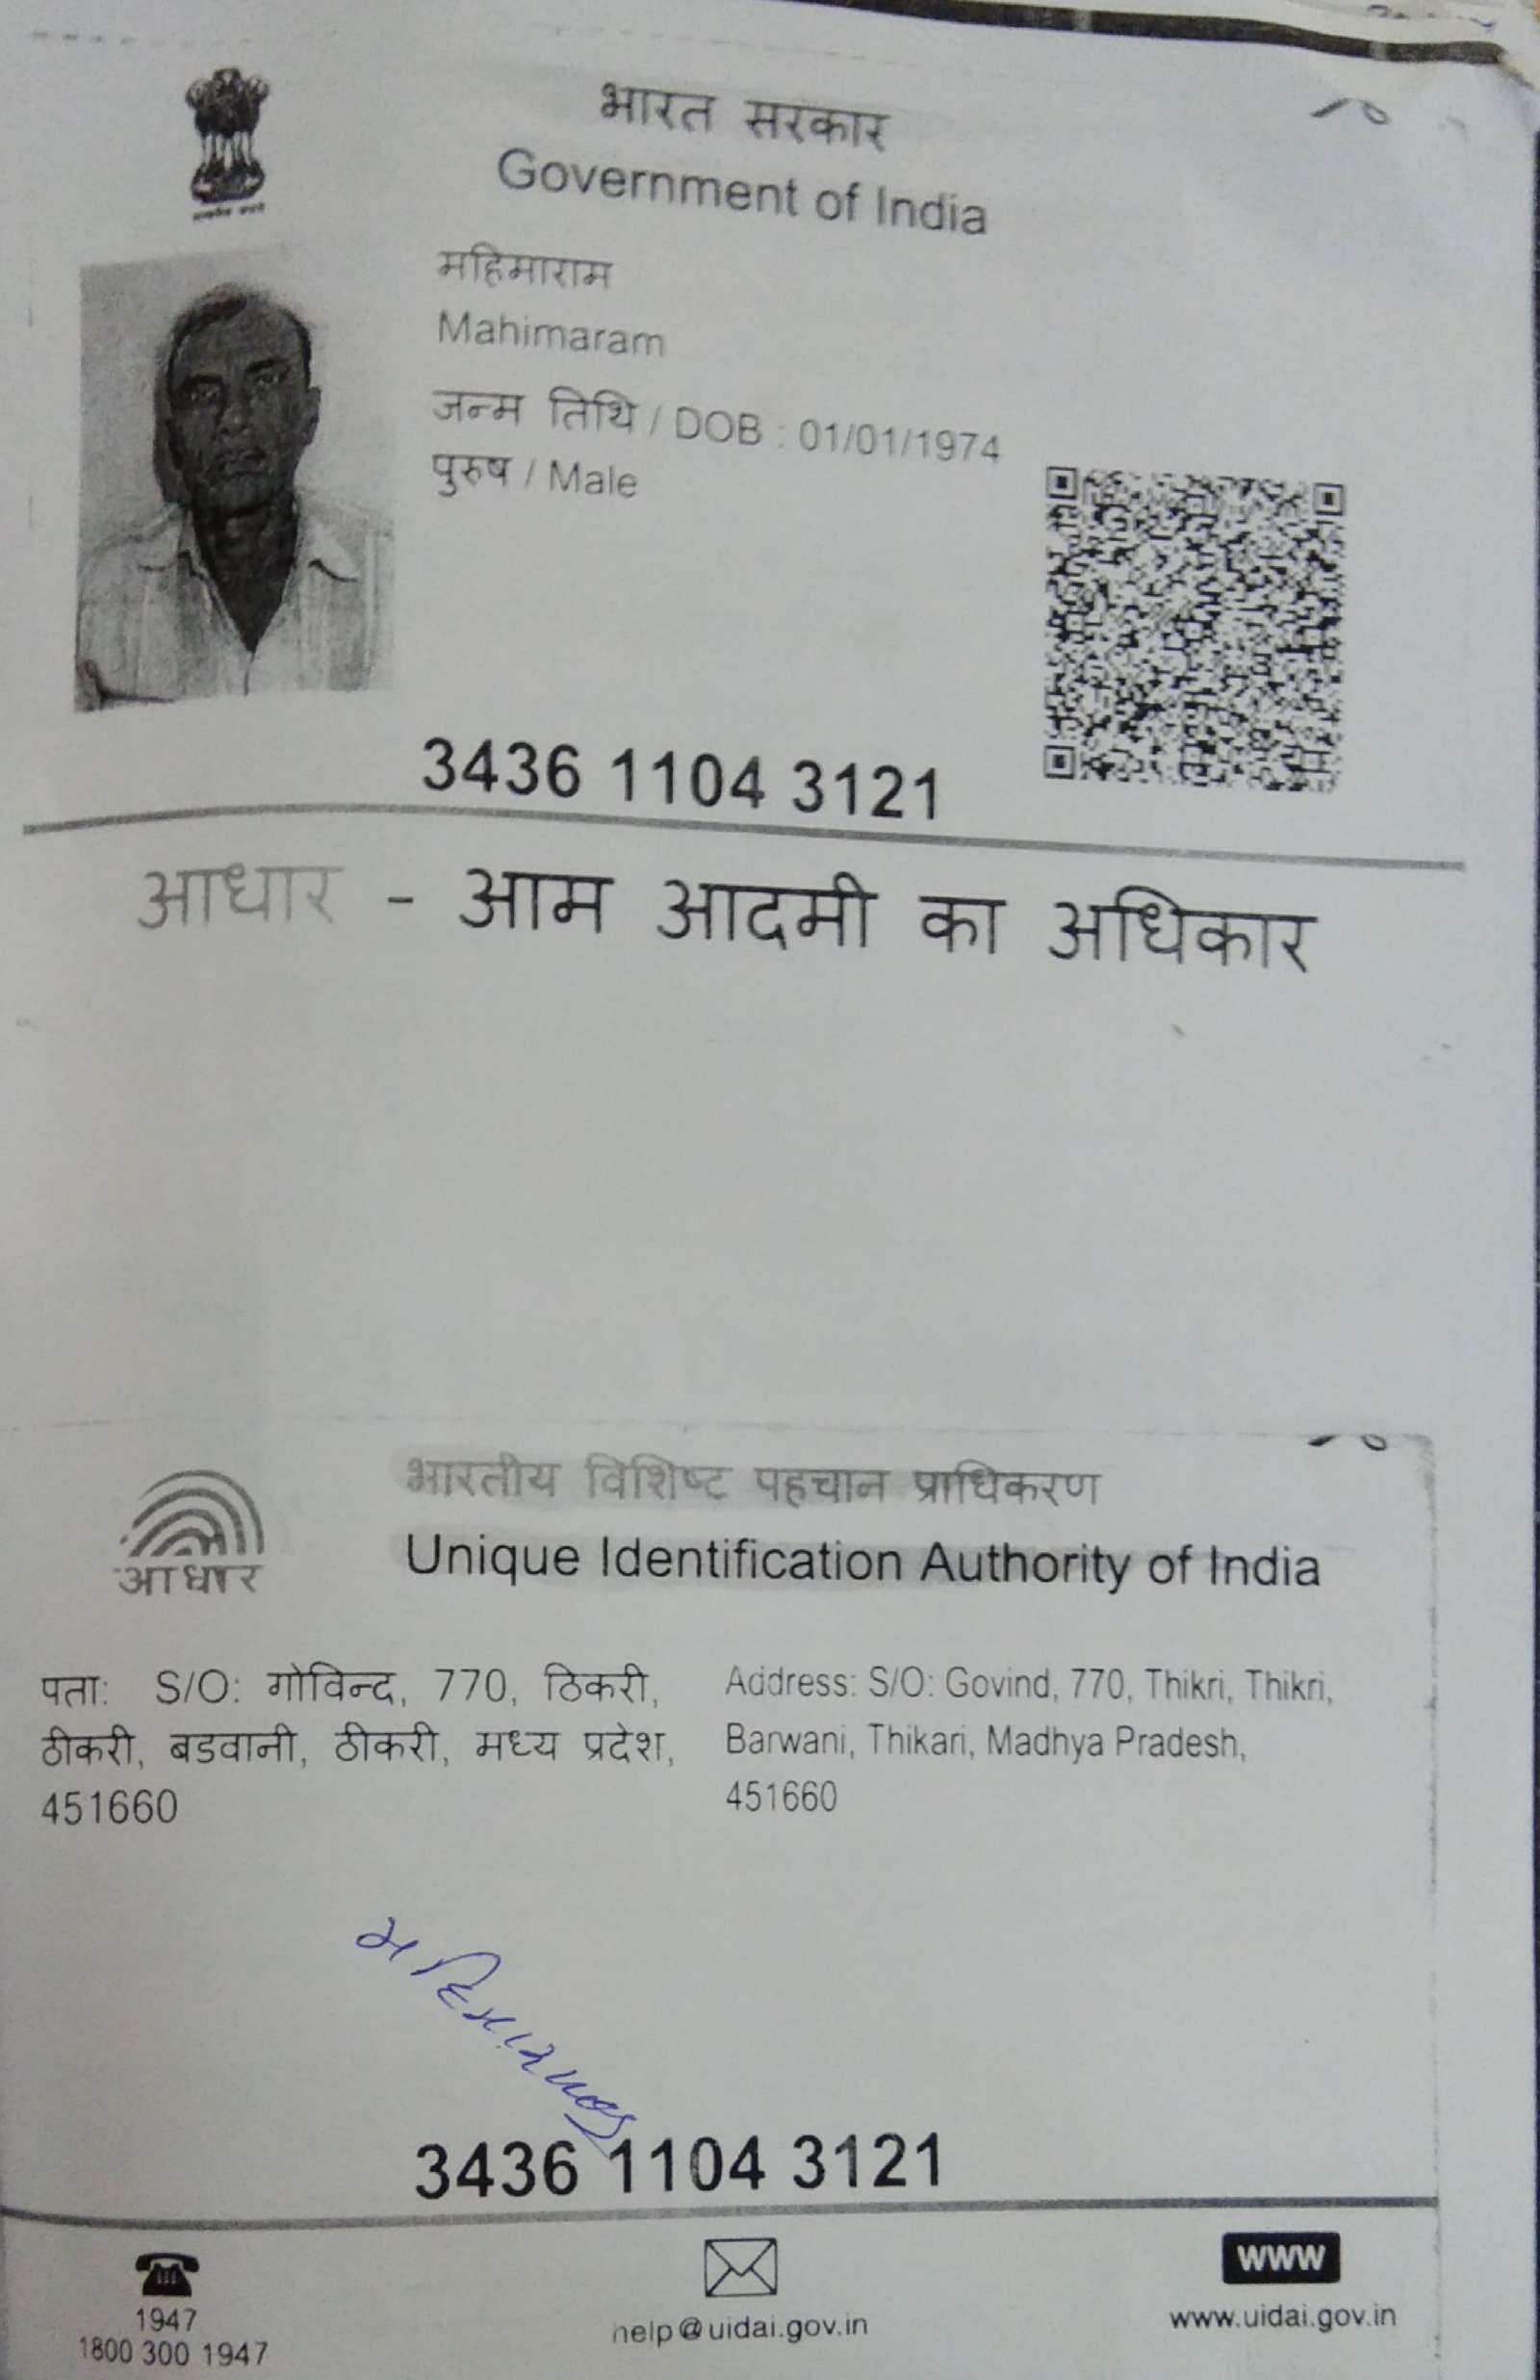 भारत सरकार
Government of India
महिमाराम
Mahimaram
जन्म तिथि / DOB : 01/01/1974
पुरुष / Male
3436 1104 3121
आधार - आम आदमी का अधिकार
भारतीय विशिष्ट पहचान प्राधिकरण
Unique Identification Authority of India
आधार
पता: S/O: गोविन्द, 770, ठिकरी,
ठीकरी, बडवानी, ठीकरी, मध्य प्रदेश,
451660
Address: S/O: Govind, 770, Thikri, Thikri,
Barwani, Thikari, Madhya Pradesh,
451660
3436 1104 3121
1947
1800 300 1947
help@uidai.gov.in
www
www.uidai.gov.in